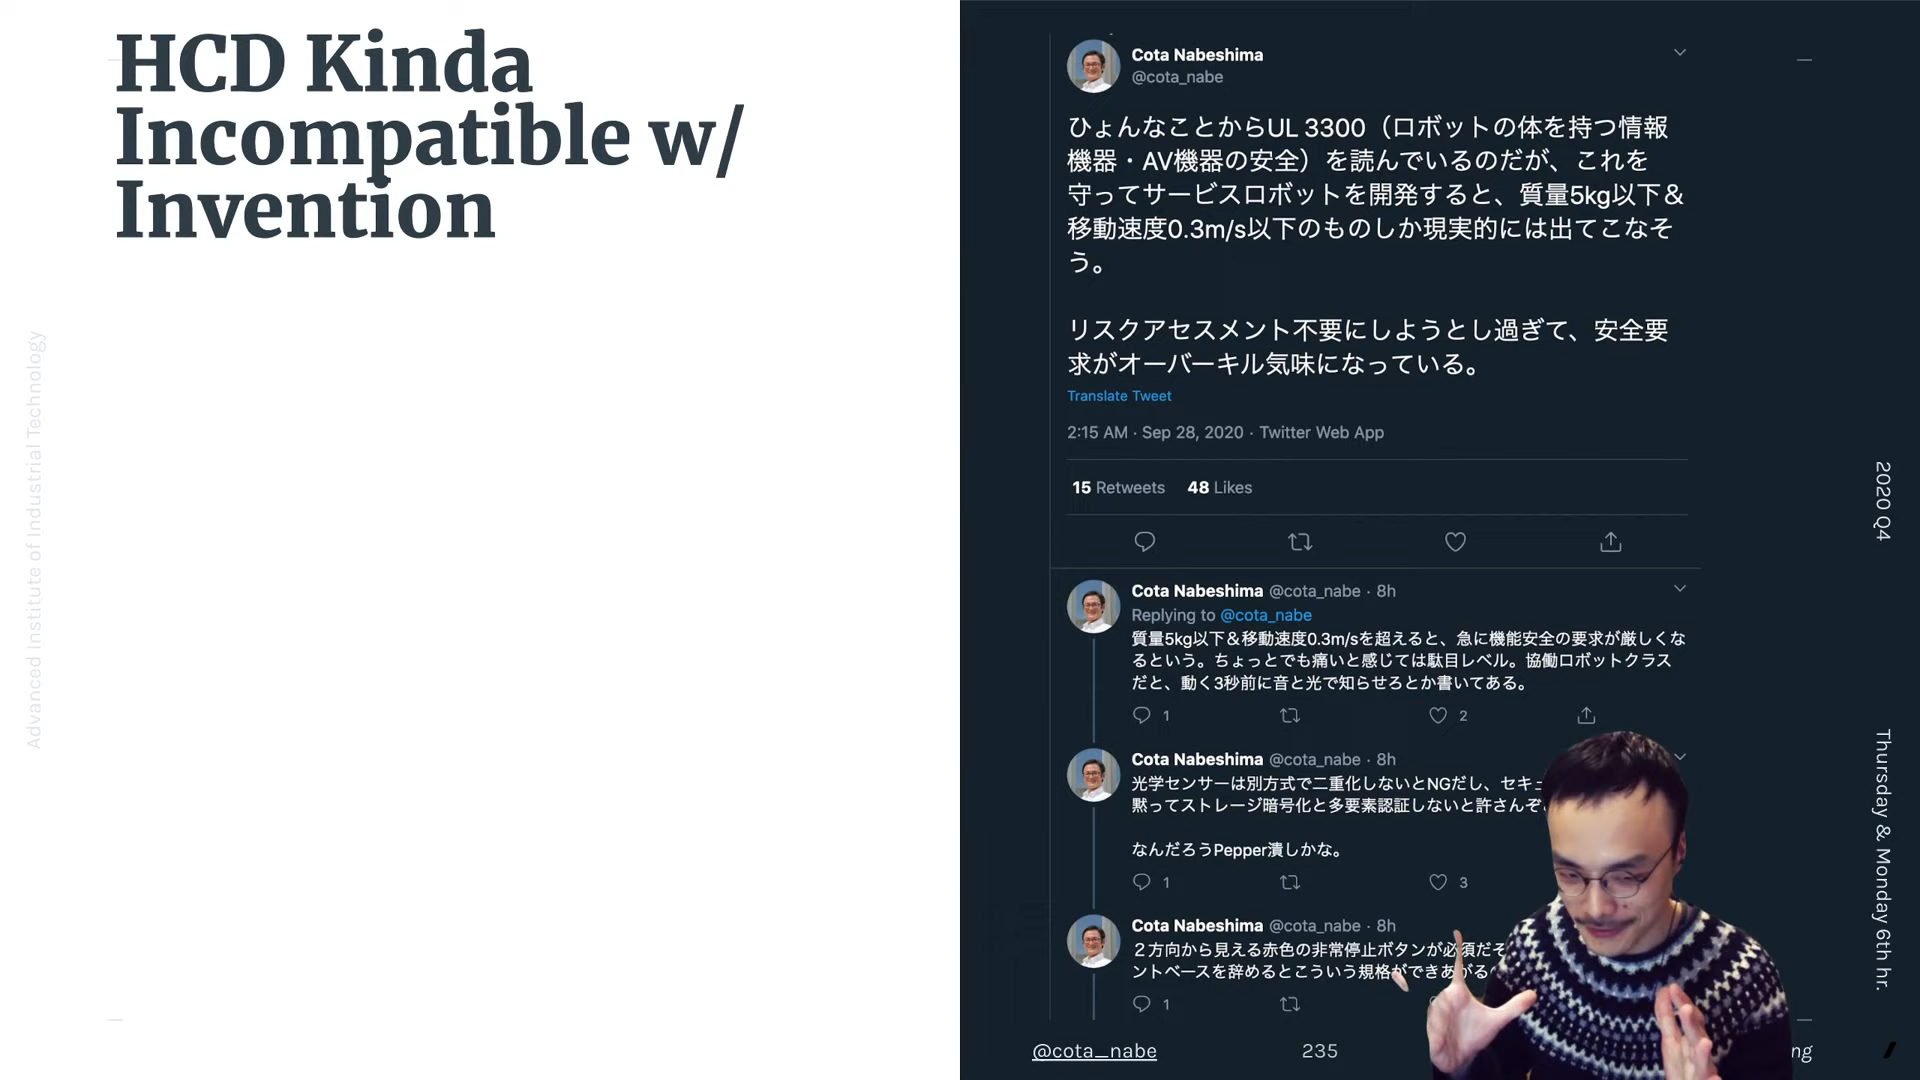 HCD Kinda
Incompatible w/
Invention
Advanced Institute of Industrial Technology
Cota Nabeshima
@cota_nabe
ひょんなことからUL 3300（ロボットの体を持つ情報
機器・AV機器の安全）を読んでいるのだが、これを
守ってサービスロボットを開発すると、質量5kg以下＆
移動速度0.3m/s以下のものしか現実的には出てこなそ
う。
リスクアセスメント不要にしようとし過ぎて、安全要
求がオーバーキル気味になっている。
Translate Tweet
2:15 AM · Sep 28, 2020 · Twitter Web App
15 Retweets 48 Likes
Cota Nabeshima @cota_nabe · 8h
Replying to @cota_nabe
質量5kg以下＆移動速度0.3m/sを超えると、急に機能安全の要求が厳しくな
るという。ちょっとでも痛いと感じては駄目レベル。協働ロボットクラス
だと、動く3秒前に音と光で知らせろとか書いてある。
1 2
Cota Nabeshima @cota_nabe · 8h
光学センサーは別方式で二重化しないとNGだし、セキュ
黙ってストレージ暗号化と多要素認証しないと許さんぞ
なんだろうPepper潰しかな。
1 3
Cota Nabeshima @cota_nabe · 8h
２方向から見える赤色の非常停止ボタンが必須だそ
ントベースを辞めるとこういう規格ができあがる
1
@cota_nabe
235
ng
2020 Q4
Thursday & Monday 6th hr.